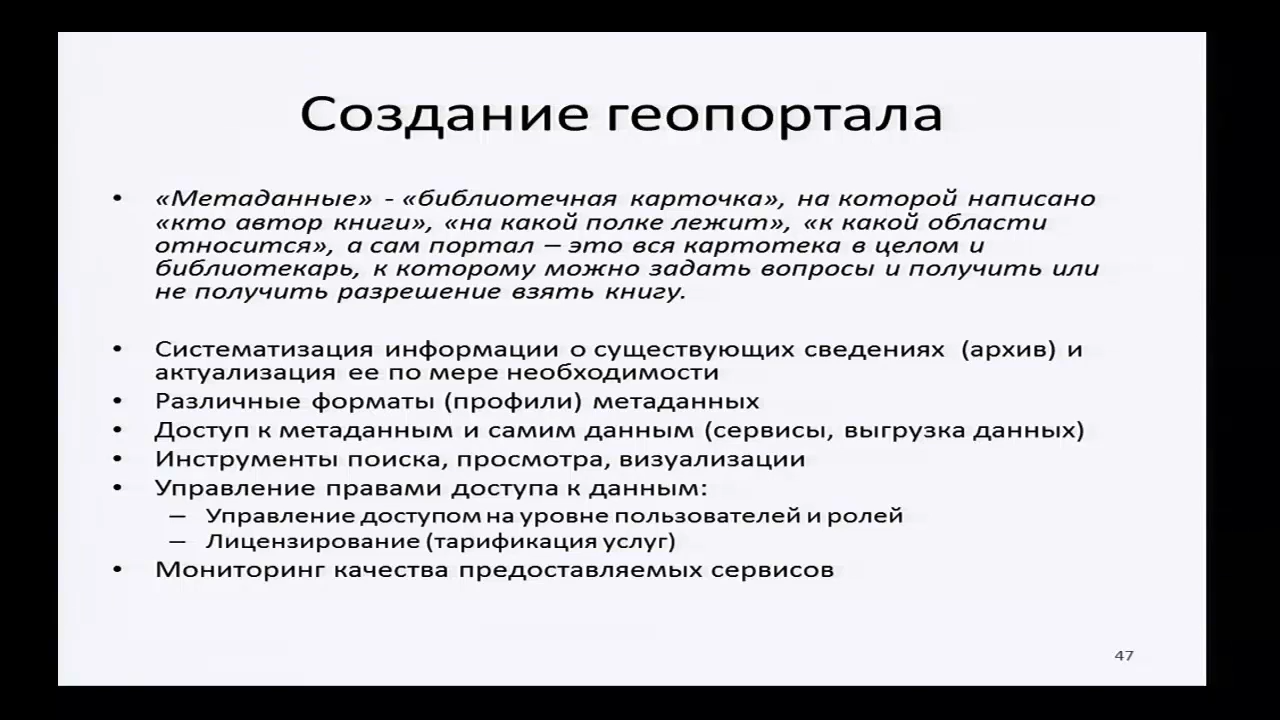 Создание геопортала
• «Метаданные» - «библиотечная карточка», на которой написано
«кто автор книги», «на какой полке лежит», «к какой области
относится», а сам портал – это вся картотека в целом и
библиотекарь, к которому можно задать вопросы и получить или
не получить разрешение взять книгу.
• Систематизация информации о существующих сведениях (архив) и
актуализация ее по мере необходимости
• Различные форматы (профили) метаданных
• Доступ к метаданным и самим данным (сервисы, выгрузка данных)
• Инструменты поиска, просмотра, визуализации
• Управление правами доступа к данным:
– Управление доступом на уровне пользователей и ролей
– Лицензирование (тарификация услуг)
• Мониторинг качества предоставляемых сервисов
47